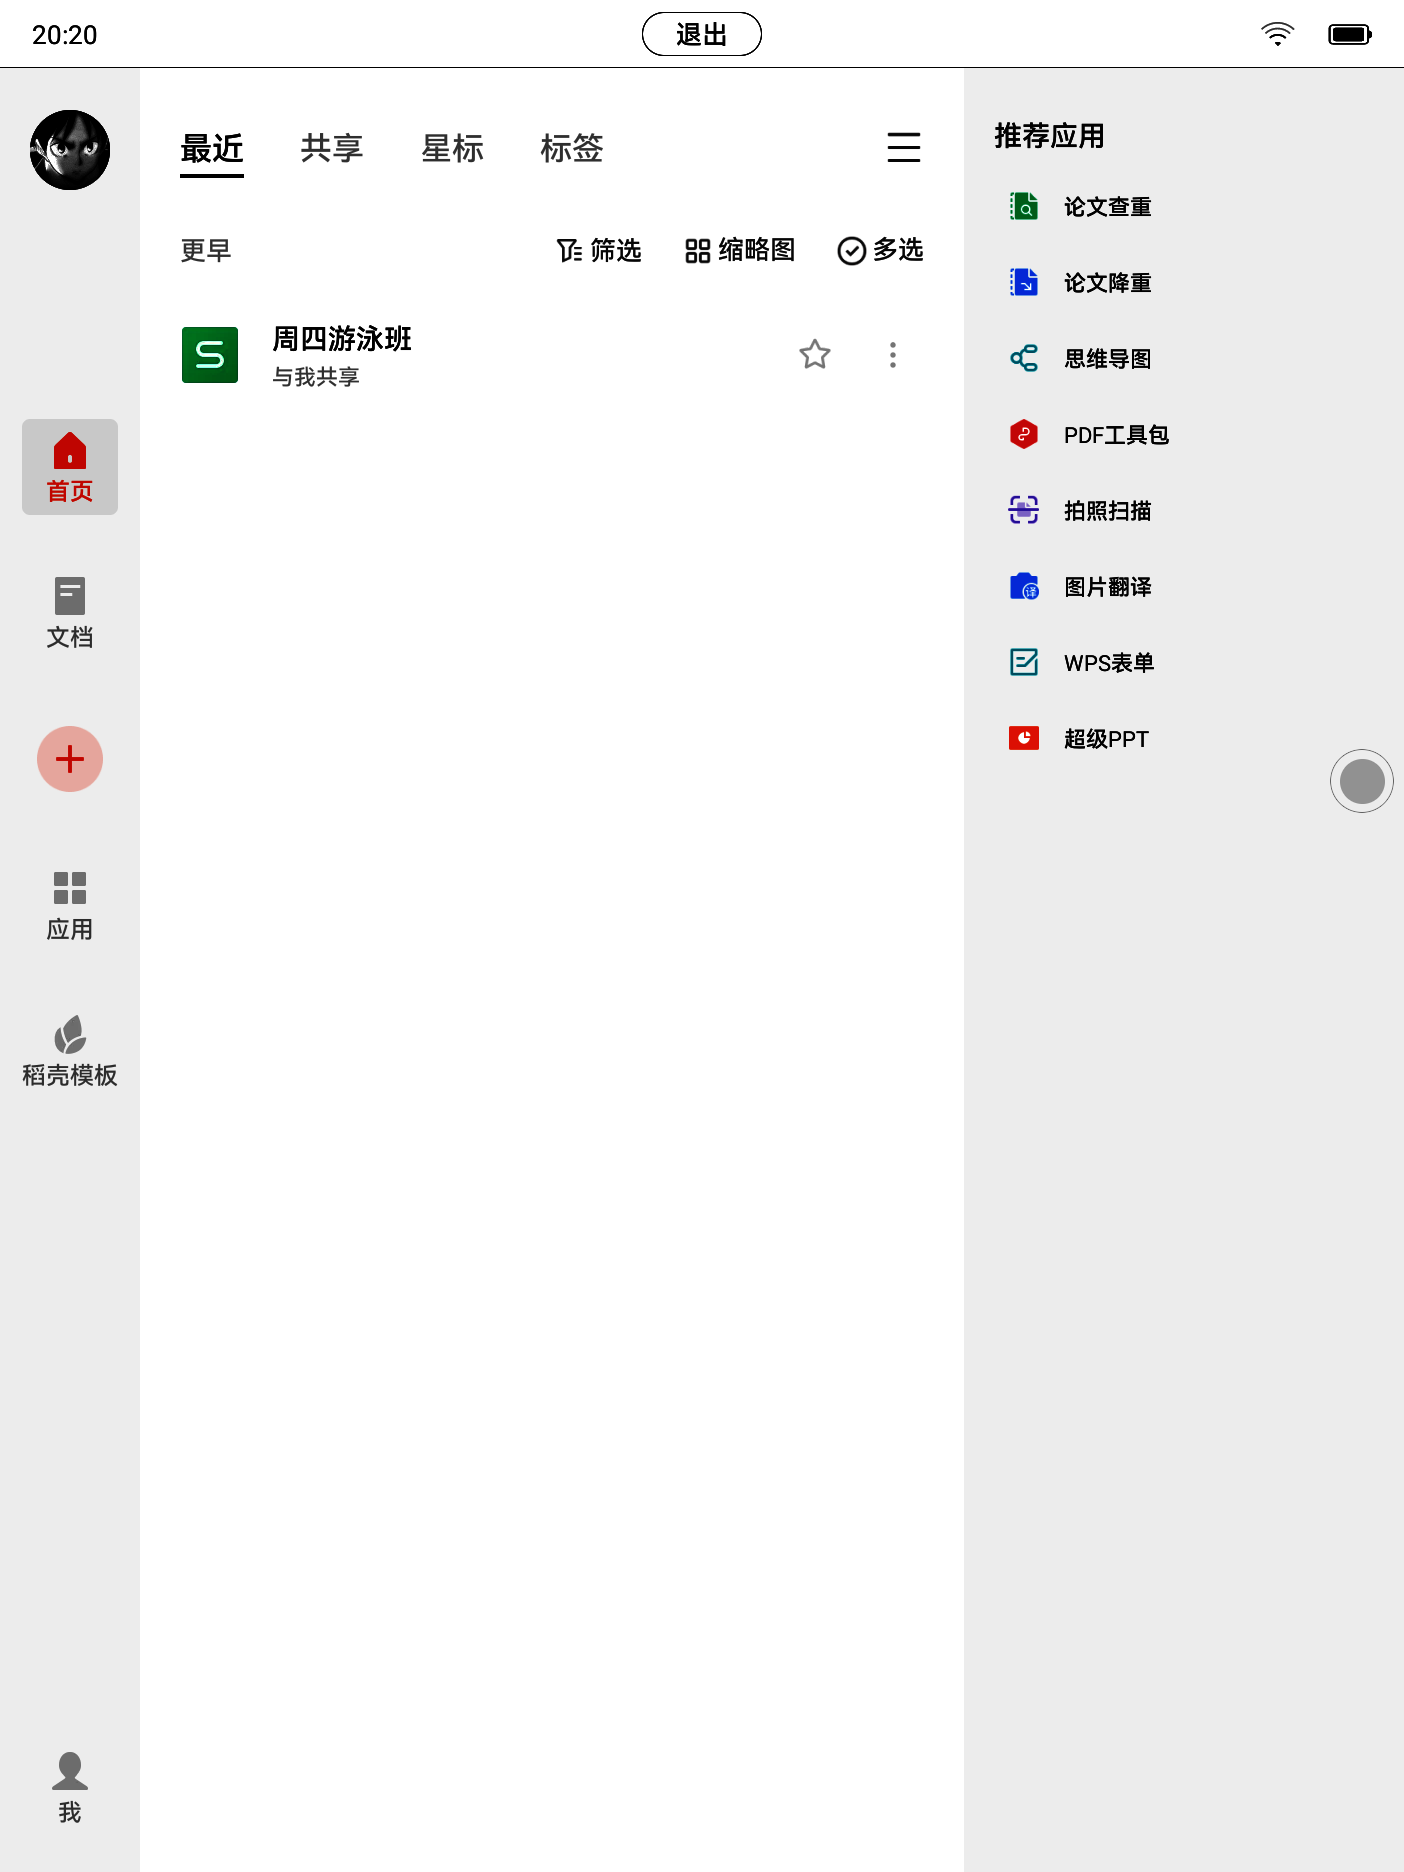 20:20
退出
最近 共享 星标 标签
更早 筛选 缩略图 多选
周四游泳班
与我共享
首页
文档
应用
稻壳模板
我
推荐应用
论文查重
论文降重
思维导图
PDF工具包
拍照扫描
图片翻译
WPS表单
超级PPT